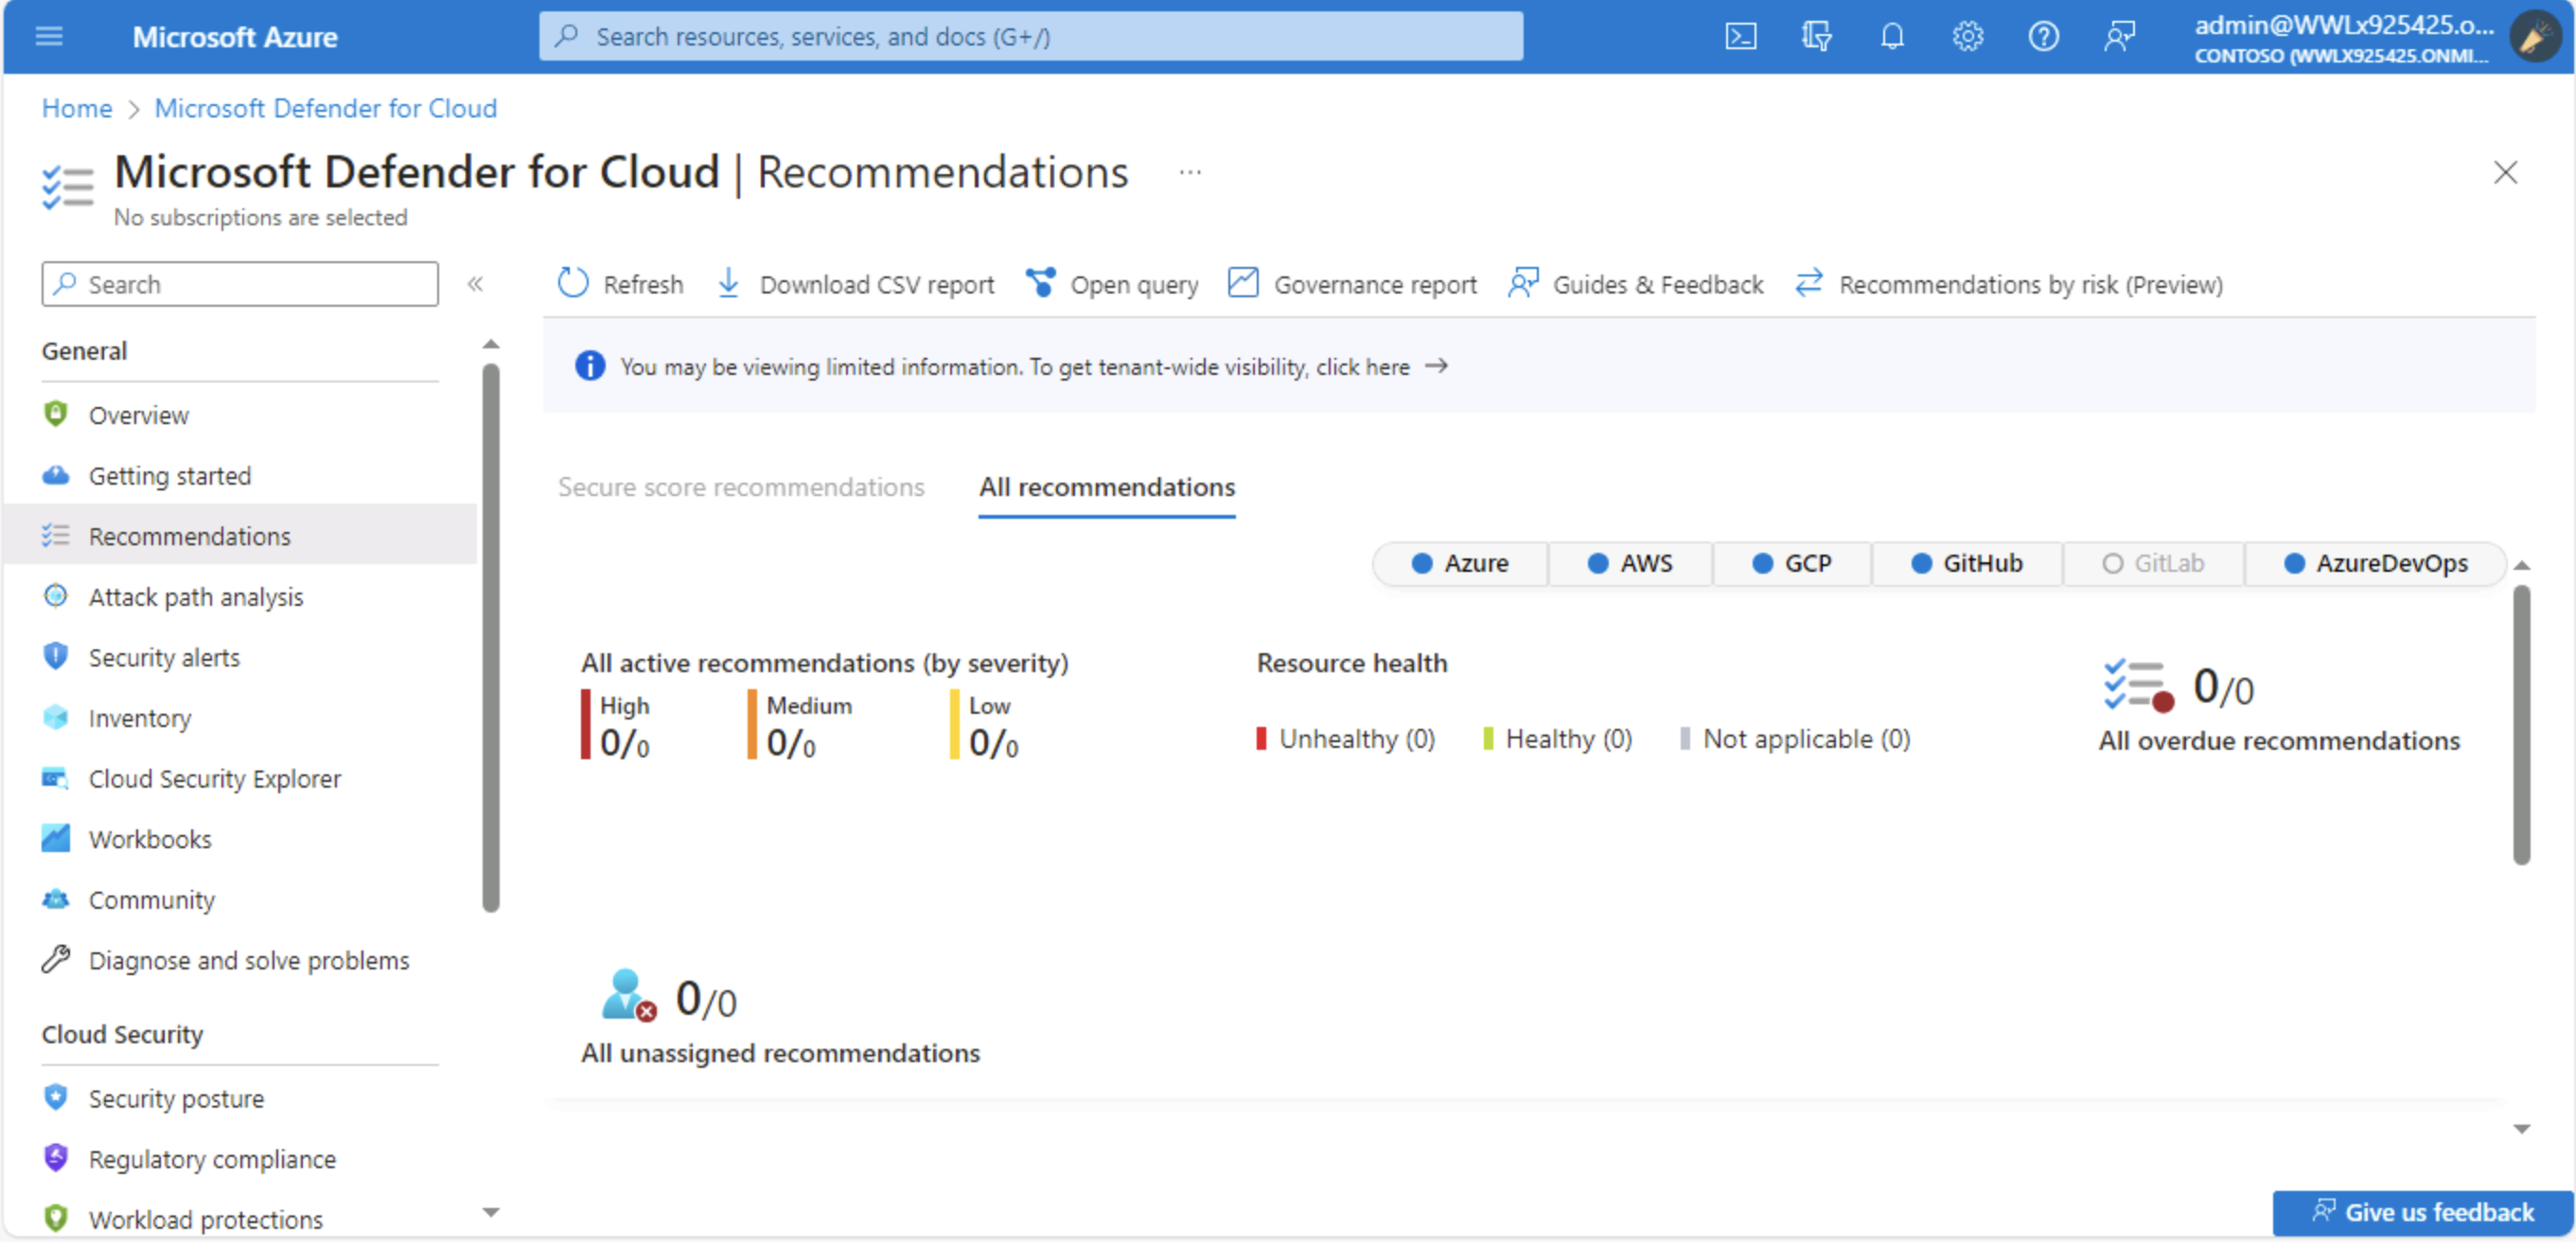 Microsoft Azure
Search resources, services, and docs (G+/)
admin@WWLx925425.o...
CONTOSO (WWLX925425.ONMI...
Home > Microsoft Defender for Cloud
Microsoft Defender for Cloud | Recommendations ...
No subscriptions are selected
Search
General
Overview
Getting started
Recommendations
Attack path analysis
Security alerts
Inventory
Cloud Security Explorer
Workbooks
Community
Diagnose and solve problems
Cloud Security
Security posture
Regulatory compliance
Workload protections
Refresh Download CSV report Open query Governance report Guides & Feedback Recommendations by risk (Preview)
You may be viewing limited information. To get tenant-wide visibility, click here →
Secure score recommendations All recommendations
Azure AWS GCP GitHub GitLab AzureDevOps
All active recommendations (by severity)
High Medium Low
0/0 0/0 0/0
Resource health
Unhealthy (0) Healthy (0) Not applicable (0)
0/0
All overdue recommendations
0/0
All unassigned recommendations
Give us feedback